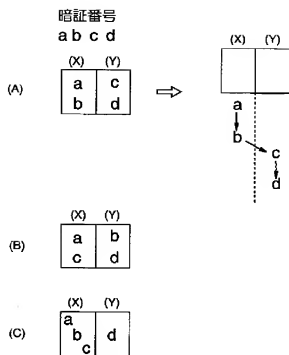 暗証番号
a b c d
(X) (Y)
(A) a c
b d
⇨
(X) (Y)
a
b
c
d
(X) (Y)
(B) a b
c d
(X) (Y)
(C) a
b d
c